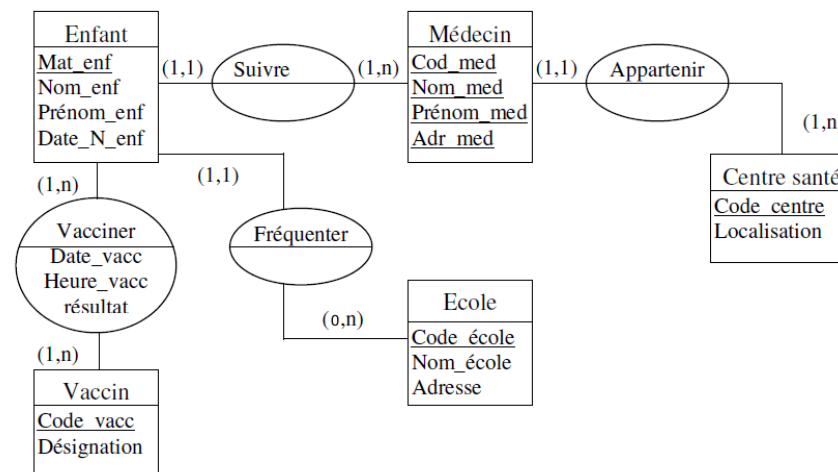 Enfant
Mat_enf
Nom_enf
Prénom_enf
Date_N_enf
(1,1)
Suivre
(1,n)
Médecin
Cod_med
Nom_med
Prénom_med
Adr_med
(1,1)
Appartenir
(1,n)
Centre santé
Code_centre
Localisation
(1,n)
(1,1)
Vacciner
Date_vacc
Heure_vacc
résultat
Fréquenter
(0,n)
Ecole
Code_école
Nom_école
Adresse
(1,n)
Vaccin
Code_vacc
Désignation